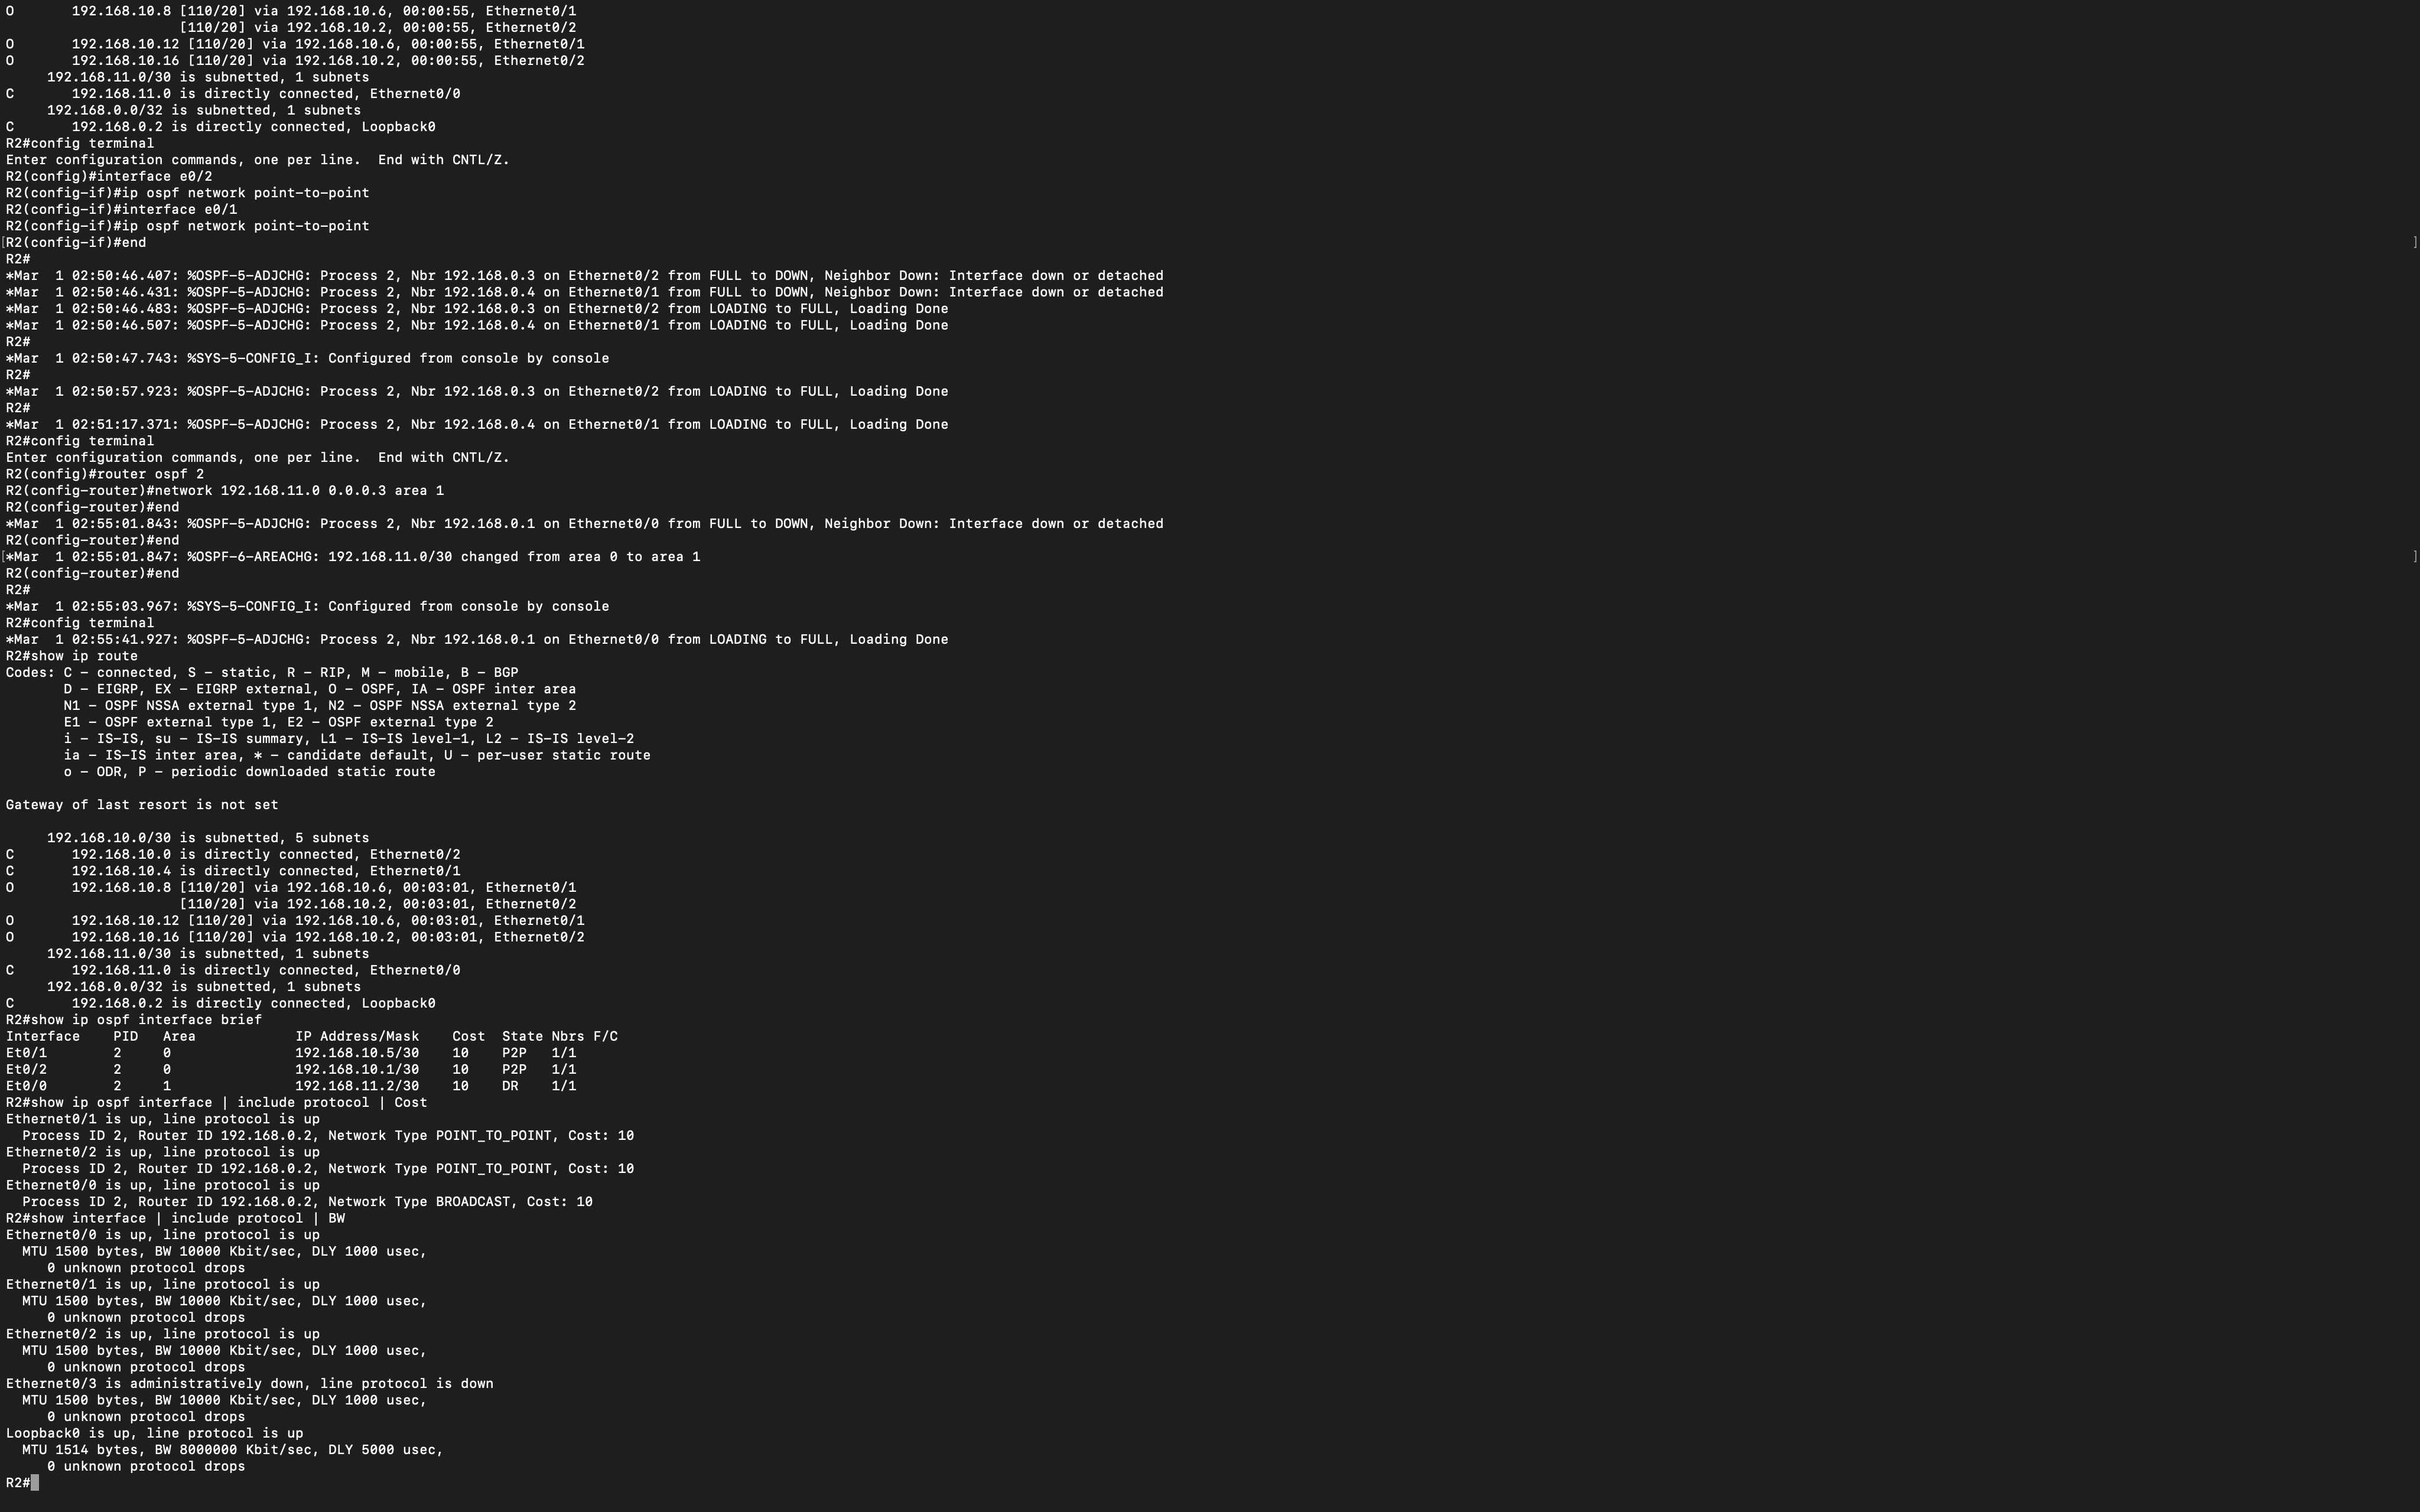 O       192.168.10.8 [110/20] via 192.168.10.6, 00:00:55, Ethernet0/1
                     [110/20] via 192.168.10.2, 00:00:55, Ethernet0/2
O       192.168.10.12 [110/20] via 192.168.10.6, 00:00:55, Ethernet0/1
O       192.168.10.16 [110/20] via 192.168.10.2, 00:00:55, Ethernet0/2
     192.168.11.0/30 is subnetted, 1 subnets
C       192.168.11.0 is directly connected, Ethernet0/0
     192.168.0.0/32 is subnetted, 1 subnets
C       192.168.0.2 is directly connected, Loopback0
R2#config terminal
Enter configuration commands, one per line.  End with CNTL/Z.
R2(config)#interface e0/2
R2(config-if)#ip ospf network point-to-point
R2(config-if)#interface e0/1
R2(config-if)#ip ospf network point-to-point
[R2(config-if)#end ]
R2#
*Mar  1 02:50:46.407: %OSPF-5-ADJCHG: Process 2, Nbr 192.168.0.3 on Ethernet0/2 from FULL to DOWN, Neighbor Down: Interface down or detached
*Mar  1 02:50:46.431: %OSPF-5-ADJCHG: Process 2, Nbr 192.168.0.4 on Ethernet0/1 from FULL to DOWN, Neighbor Down: Interface down or detached
*Mar  1 02:50:46.483: %OSPF-5-ADJCHG: Process 2, Nbr 192.168.0.3 on Ethernet0/2 from LOADING to FULL, Loading Done
*Mar  1 02:50:46.507: %OSPF-5-ADJCHG: Process 2, Nbr 192.168.0.4 on Ethernet0/1 from LOADING to FULL, Loading Done
R2#
*Mar  1 02:50:47.743: %SYS-5-CONFIG_I: Configured from console by console
R2#
*Mar  1 02:50:57.923: %OSPF-5-ADJCHG: Process 2, Nbr 192.168.0.3 on Ethernet0/2 from LOADING to FULL, Loading Done
R2#
*Mar  1 02:51:17.371: %OSPF-5-ADJCHG: Process 2, Nbr 192.168.0.4 on Ethernet0/1 from LOADING to FULL, Loading Done
R2#config terminal
Enter configuration commands, one per line.  End with CNTL/Z.
R2(config)#router ospf 2
R2(config-router)#network 192.168.11.0 0.0.0.3 area 1
R2(config-router)#end
*Mar  1 02:55:01.843: %OSPF-5-ADJCHG: Process 2, Nbr 192.168.0.1 on Ethernet0/0 from FULL to DOWN, Neighbor Down: Interface down or detached
R2(config-router)#end
[*Mar  1 02:55:01.847: %OSPF-6-AREACHG: 192.168.11.0/30 changed from area 0 to area 1 ]
R2(config-router)#end
R2#
*Mar  1 02:55:03.967: %SYS-5-CONFIG_I: Configured from console by console
R2#config terminal
*Mar  1 02:55:41.927: %OSPF-5-ADJCHG: Process 2, Nbr 192.168.0.1 on Ethernet0/0 from LOADING to FULL, Loading Done
R2#show ip route
Codes: C - connected, S - static, R - RIP, M - mobile, B - BGP
       D - EIGRP, EX - EIGRP external, O - OSPF, IA - OSPF inter area
       N1 - OSPF NSSA external type 1, N2 - OSPF NSSA external type 2
       E1 - OSPF external type 1, E2 - OSPF external type 2
       i - IS-IS, su - IS-IS summary, L1 - IS-IS level-1, L2 - IS-IS level-2
       ia - IS-IS inter area, * - candidate default, U - per-user static route
       o - ODR, P - periodic downloaded static route
Gateway of last resort is not set
     192.168.10.0/30 is subnetted, 5 subnets
C       192.168.10.0 is directly connected, Ethernet0/2
C       192.168.10.4 is directly connected, Ethernet0/1
O       192.168.10.8 [110/20] via 192.168.10.6, 00:03:01, Ethernet0/1
                     [110/20] via 192.168.10.2, 00:03:01, Ethernet0/2
O       192.168.10.12 [110/20] via 192.168.10.6, 00:03:01, Ethernet0/1
O       192.168.10.16 [110/20] via 192.168.10.2, 00:03:01, Ethernet0/2
     192.168.11.0/30 is subnetted, 1 subnets
C       192.168.11.0 is directly connected, Ethernet0/0
     192.168.0.0/32 is subnetted, 1 subnets
C       192.168.0.2 is directly connected, Loopback0
R2#show ip ospf interface brief
Interface    PID   Area            IP Address/Mask    Cost  State Nbrs F/C
Et0/1        2     0               192.168.10.5/30    10    P2P   1/1
Et0/2        2     0               192.168.10.1/30    10    P2P   1/1
Et0/0        2     1               192.168.11.2/30    10    DR    1/1
R2#show ip ospf interface | include protocol | Cost
Ethernet0/1 is up, line protocol is up
  Process ID 2, Router ID 192.168.0.2, Network Type POINT_TO_POINT, Cost: 10
Ethernet0/2 is up, line protocol is up
  Process ID 2, Router ID 192.168.0.2, Network Type POINT_TO_POINT, Cost: 10
Ethernet0/0 is up, line protocol is up
  Process ID 2, Router ID 192.168.0.2, Network Type BROADCAST, Cost: 10
R2#show interface | include protocol | BW
Ethernet0/0 is up, line protocol is up
  MTU 1500 bytes, BW 10000 Kbit/sec, DLY 1000 usec,
     0 unknown protocol drops
Ethernet0/1 is up, line protocol is up
  MTU 1500 bytes, BW 10000 Kbit/sec, DLY 1000 usec,
     0 unknown protocol drops
Ethernet0/2 is up, line protocol is up
  MTU 1500 bytes, BW 10000 Kbit/sec, DLY 1000 usec,
     0 unknown protocol drops
Ethernet0/3 is administratively down, line protocol is down
  MTU 1500 bytes, BW 10000 Kbit/sec, DLY 1000 usec,
     0 unknown protocol drops
Loopback0 is up, line protocol is up
  MTU 1514 bytes, BW 8000000 Kbit/sec, DLY 5000 usec,
     0 unknown protocol drops
R2#